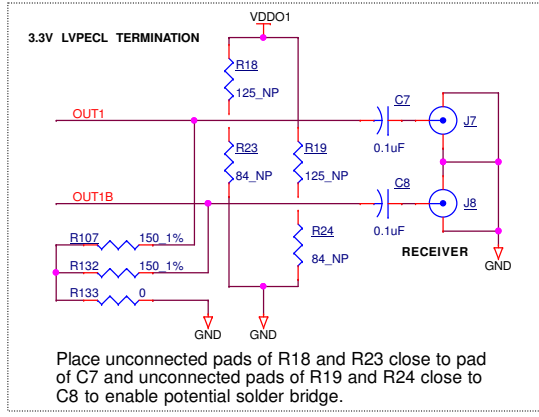 VDDO1
3.3V LVPECL TERMINATION
R18
125_NP
C7
OUT1
J7
R23
R19
0.1uF
84_NP
125_NP
C8
OUT1B
J8
R24
0.1uF
R107 150_1%
84_NP
RECEIVER
R132 150_1%
GND
R133 0
GND GND
Place unconnected pads of R18 and R23 close to pad
of C7 and unconnected pads of R19 and R24 close to
C8 to enable potential solder bridge.